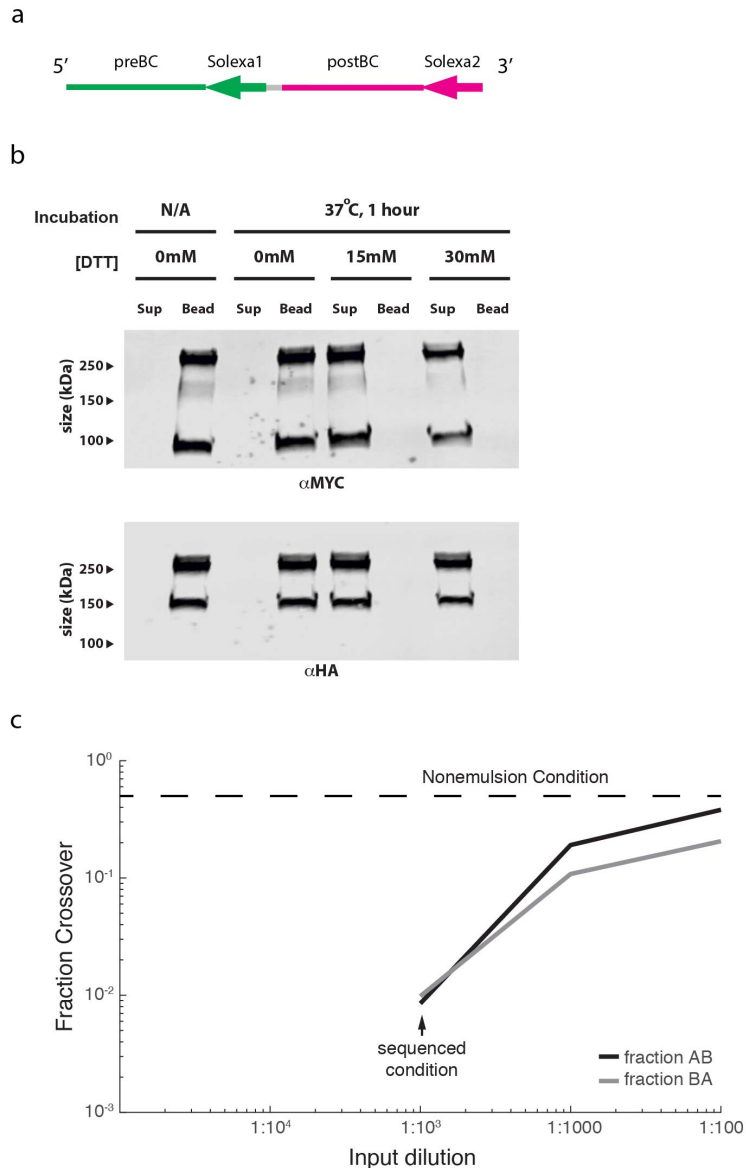 a
5′ preBC Solexa1 postBC Solexa2 3′
b
Incubation N/A 37°C, 1 hour
[DTT] 0mM 0mM 15mM 30mM
Sup Bead Sup Bead Sup Bead Sup Bead
size (kDa)
250
150
100
αMYC
size (kDa)
250
150
100
αHA
c
Fraction Crossover
10⁰
10⁻¹
10⁻²
10⁻³
Nonemulsion Condition
sequenced
condition
fraction AB
fraction BA
1:10⁴ 1:10³ 1:1000 1:100
Input dilution